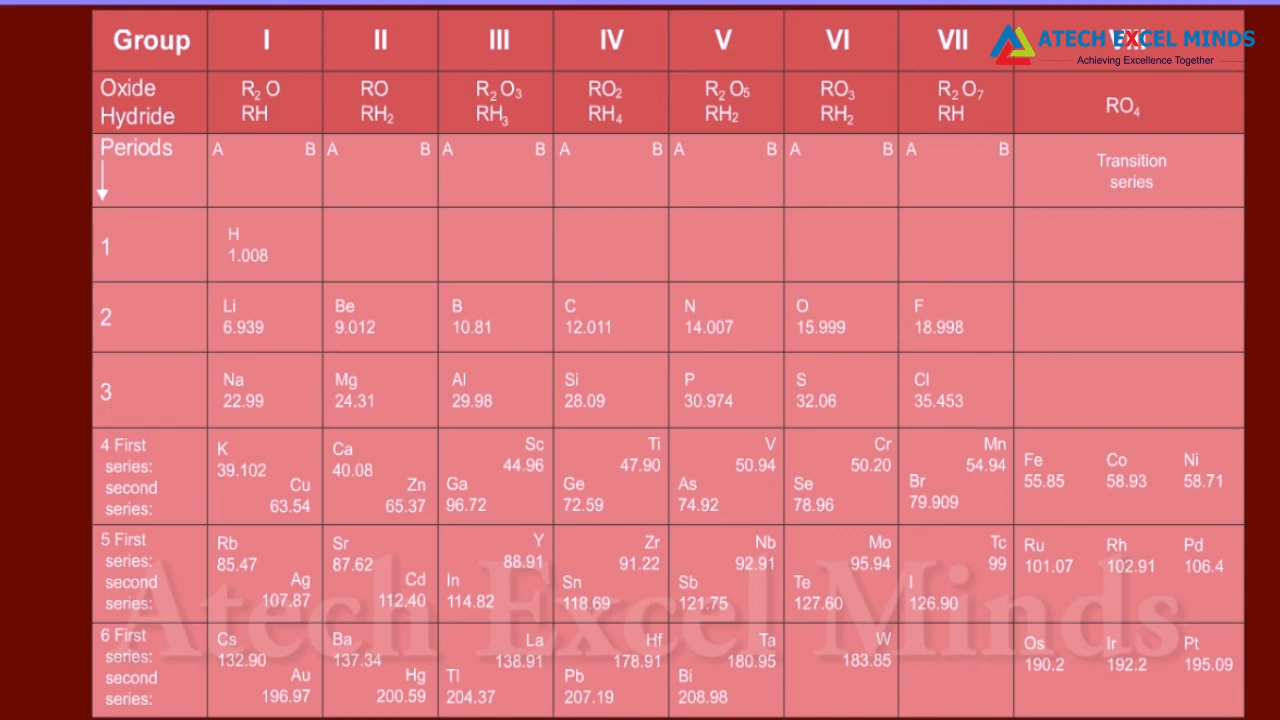 Group I II III IV V VI VII
ATECH EXCEL MINDS
Achieving Excellence Together
Oxide R₂ O RO R₂ O₃ RO₂ R₂ O₅ RO₃ R₂ O₇
Hydride RH RH₂ RH₃ RH₄ RH₂ RH₂ RH
RO₄
Periods A B A B A B A B A B A B A B
Transition
series
1 H
1.008
2 Li Be B C N O F
6.939 9.012 10.81 12.011 14.007 15.999 18.998
3 Na Mg Al Si P S Cl
22.99 24.31 29.98 28.09 30.974 32.06 35.453
4 First K Ca Sc Ti V Cr Mn Fe Co Ni
series: 39.102 40.08 44.96 47.90 50.94 50.20 54.94 55.85 58.93 58.71
second Cu Zn Ga Ge As Se Br
series: 63.54 65.37 96.72 72.59 74.92 78.96 79.909
5 First Rb Sr Y Zr Nb Mo Tc Ru Rh Pd
series: 85.47 87.62 88.91 91.22 92.91 95.94 99 101.07 102.91 106.4
second Ag Cd In Sn Sb Te I
series: 107.87 112.40 114.82 118.69 121.75 127.60 126.90
Atech Excel Minds
6 First Cs Ba La Hf Ta W Os Ir Pt
series: 132.90 137.34 138.91 178.91 180.95 183.85 190.2 192.2 195.09
second Au Hg Tl Pb Bi
series: 196.97 200.59 204.37 207.19 208.98